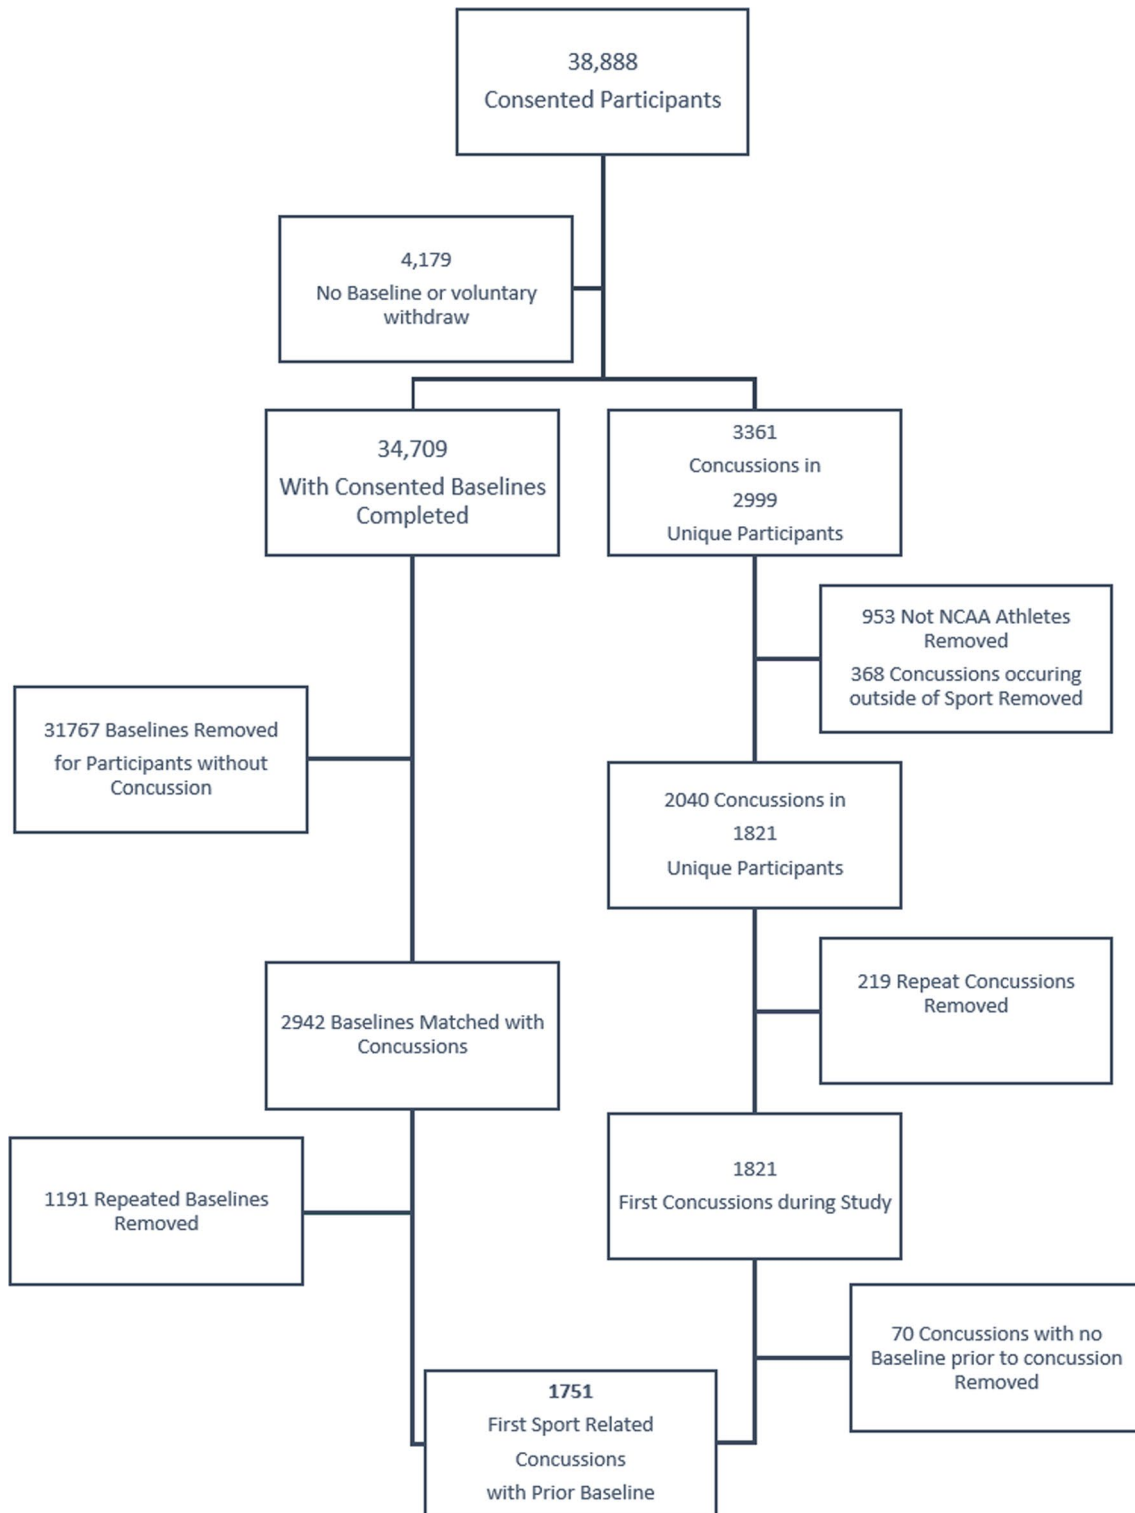 38,888
Consented Participants
4,179
No Baseline or voluntary
withdraw
34,709
With Consented Baselines
Completed
3361
Concussions in
2999
Unique Participants
953 Not NCAA Athletes
Removed
368 Concussions occuring
outside of Sport Removed
31767 Baselines Removed
for Participants without
Concussion
2040 Concussions in
1821
Unique Participants
219 Repeat Concussions
Removed
2942 Baselines Matched with
Concussions
1821
First Concussions during Study
1191 Repeated Baselines
Removed
70 Concussions with no
Baseline prior to concussion
Removed
1751
First Sport Related
Concussions
with Prior Baseline